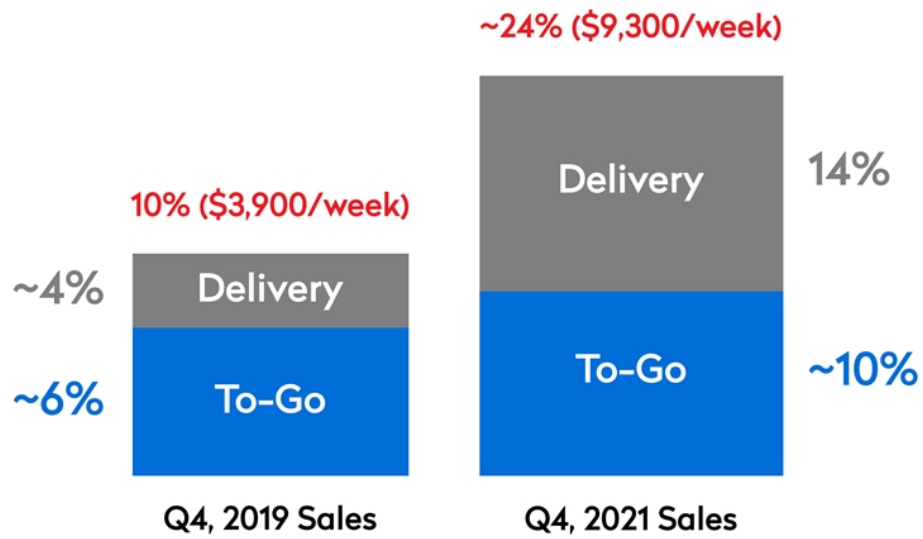 ~24% ($9,300/week)
Delivery
14%
10% ($3,900/week)
~4%
Delivery
To-Go
~10%
~6%
To-Go
Q4, 2019 Sales
Q4, 2021 Sales